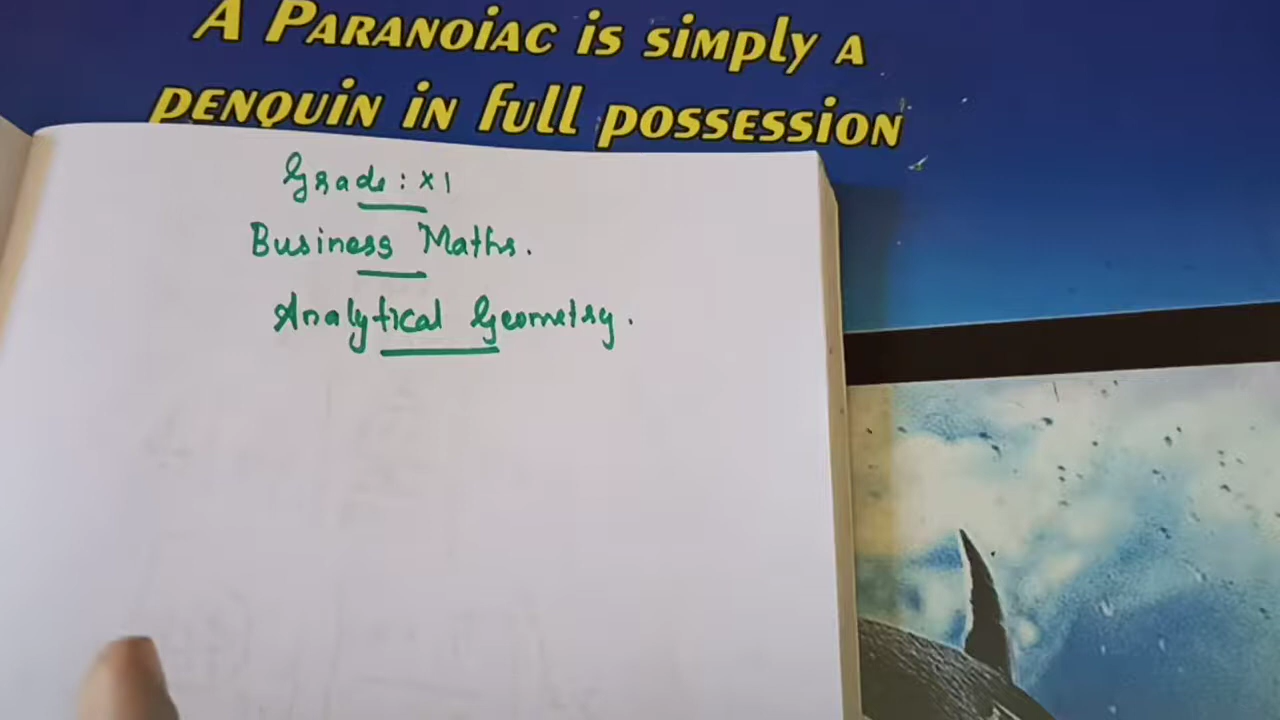 A PARANOiAC is simply A
PENQUIN iN full possession
Grade: XI
Business Maths.
Analytical Geometry.